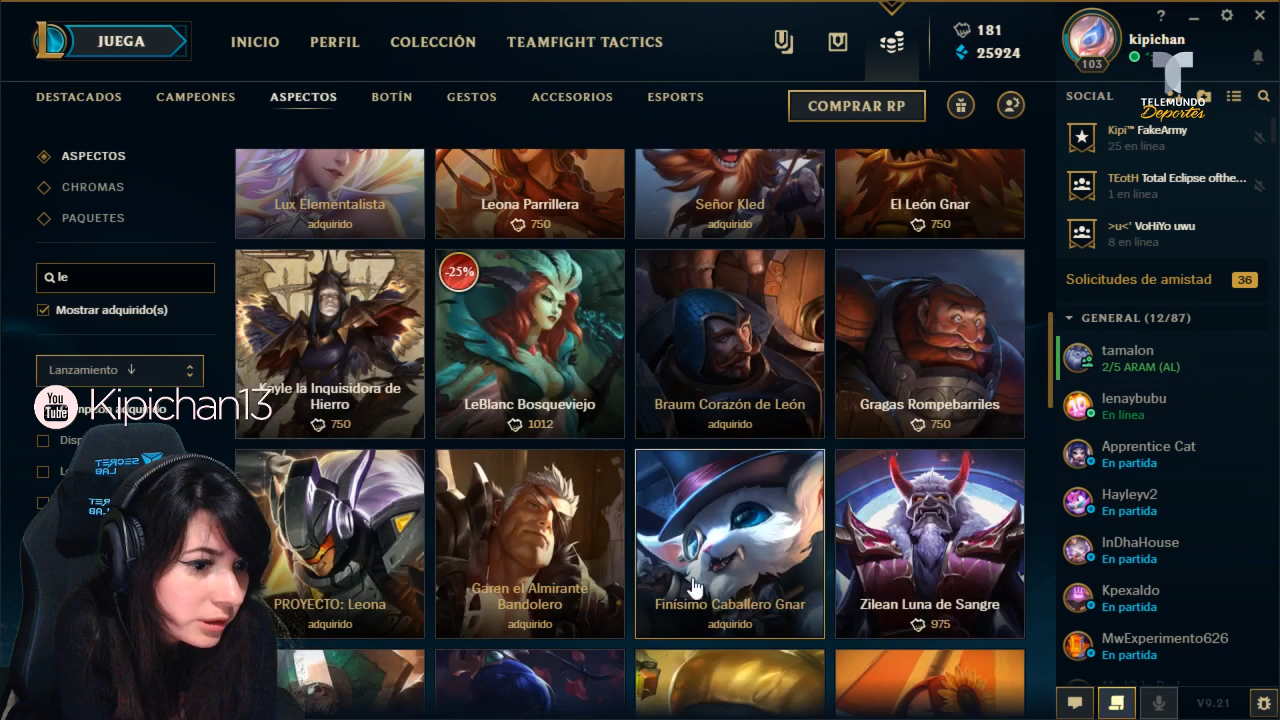 JUEGA
INICIO
PERFIL
COLECCIÓN
TEAMFIGHT TACTICS
181
25924
?
kipichan
103
TELEMUNDO
Deportes
DESTACADOS
CAMPEONES
ASPECTOS
BOTÍN
GESTOS
ACCESORIOS
ESPORTS
COMPRAR RP
SOCIAL
ASPECTOS
CHROMAS
PAQUETES
le
Mostrar adquirido(s)
Lanzamiento
You
Tube
Kipichan13
Lux Elementalista
adquirido
Leona Parrillera
750
Señor Kled
adquirido
El León Gnar
750
Kayle la Inquisidora de
Hierro
750
-25%
LeBlanc Bosqueviejo
1012
Braum Corazón de León
adquirido
Gragas Rompebarriles
750
PROYECTO: Leona
adquirido
Garen el Almirante
Bandolero
adquirido
Finísimo Caballero Gnar
adquirido
Zilean Luna de Sangre
975
Kipi™ FakeArmy
25 en línea
TEotH Total Eclipse ofthe...
1 en línea
>u<' VoHiYo uwu
8 en línea
Solicitudes de amistad
36
GENERAL (12/87)
tamalon
2/5 ARAM (AL)
lenaybubu
En línea
Apprentice Cat
En partida
Hayleyv2
En partida
InDhaHouse
En partida
Kpexaldo
En partida
MwExperimento626
En partida
V9.21